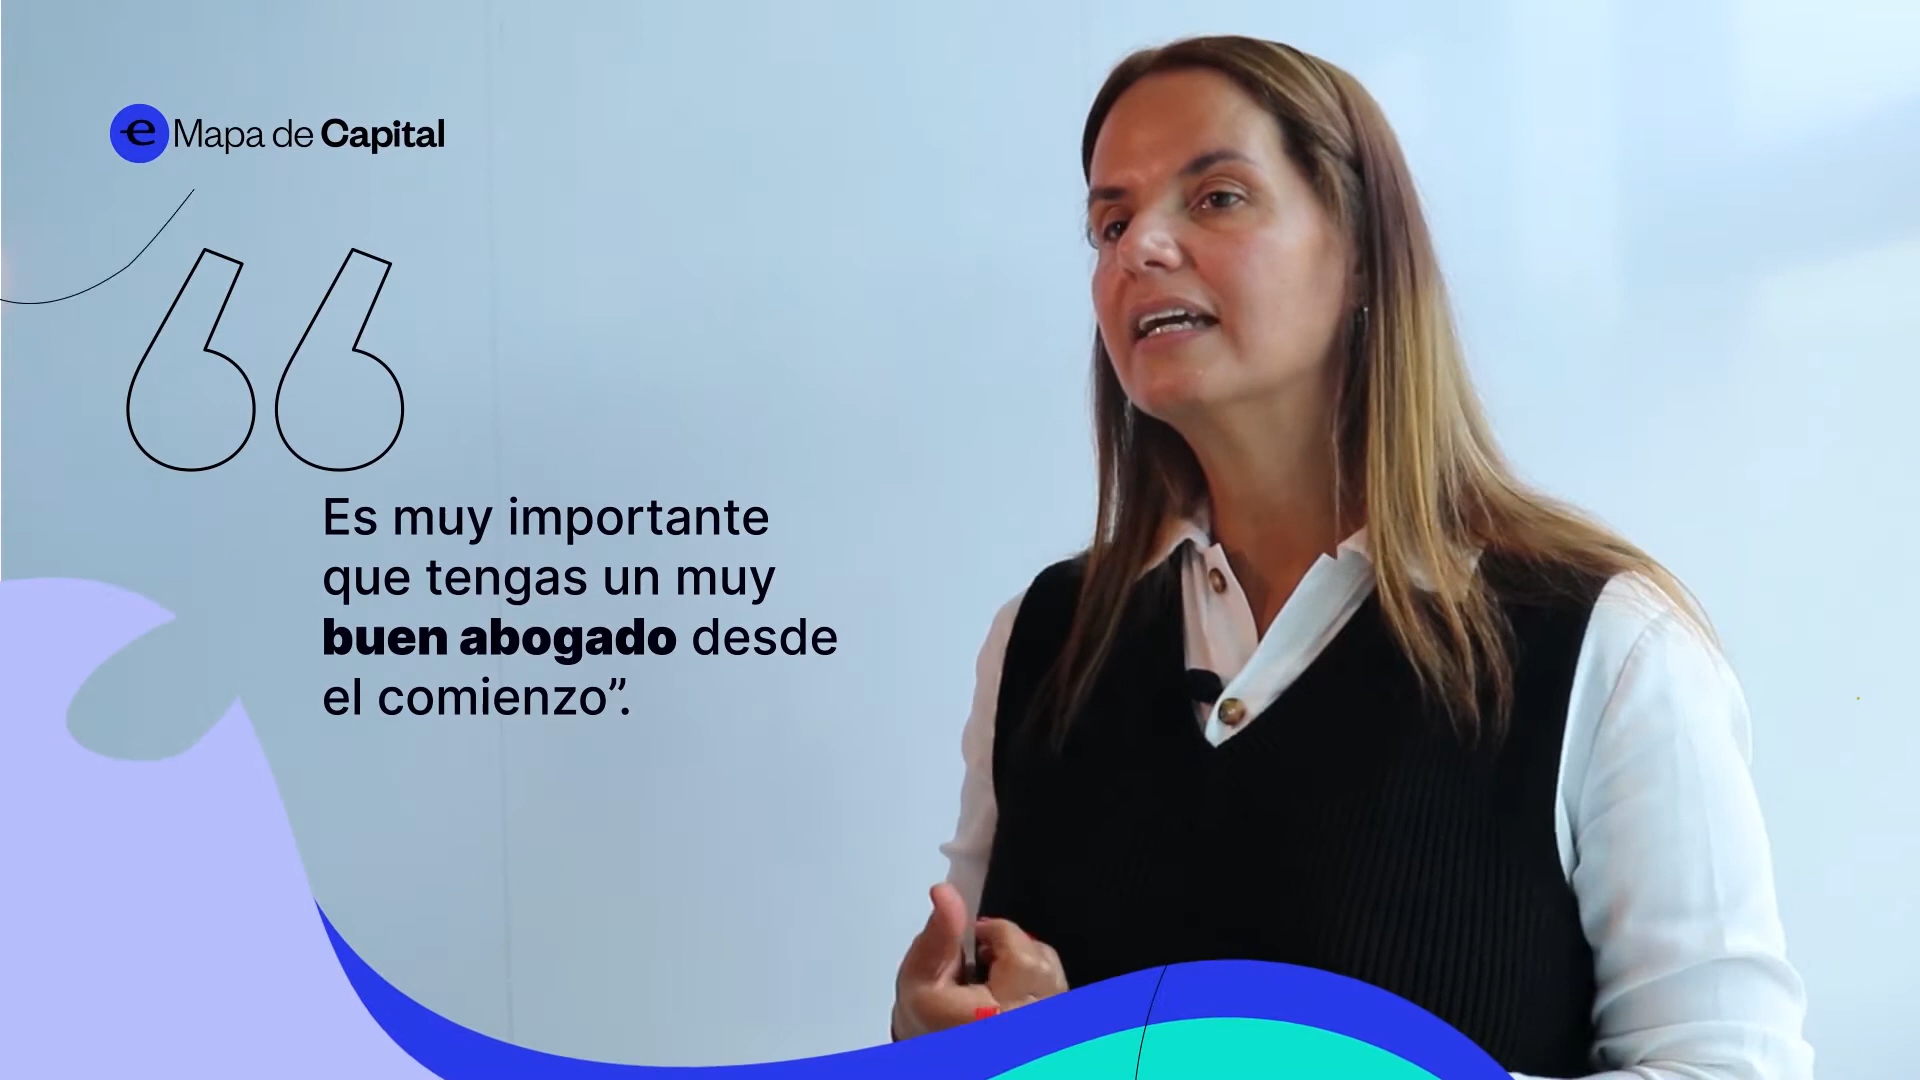 e Mapa de Capital
“
Es muy importante
que tengas un muy
buen abogado desde
el comienzo”.